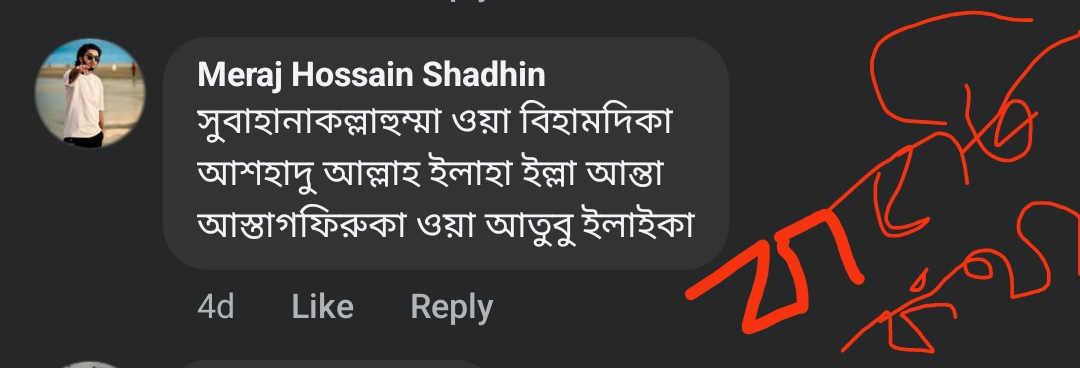 Meraj Hossain Shadhin
সুবাহানাকল্লাহুম্মা ওয়া বিহামদিকা
আশহাদু আল্লাহ ইলাহা ইল্লা আন্তা
আস্তাগফিরুকা ওয়া আতুবু ইলাইকা
4d Like Reply